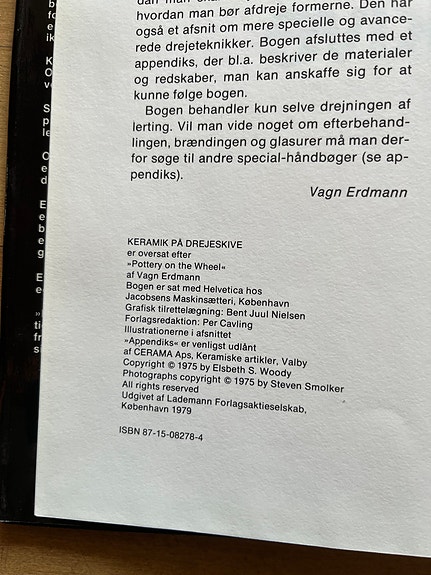 hvordan man bør afdreje formerne. Den har
også et afsnit om mere specielle og avance-
rede drejeteknikker. Bogen afsluttes med et
appendiks, der bl.a. beskriver de materialer
og redskaber, man kan anskaffe sig for at
kunne følge bogen.
Bogen behandler kun selve drejningen af
lerting. Vil man vide noget om efterbehand-
lingen, brændingen og glasurer må man der-
for søge til andre special-håndbøger (se ap-
pendiks).
Vagn Erdmann
KERAMIK PÅ DREJESKIVE
er oversat efter
»Pottery on the Wheel«
af Vagn Erdmann
Bogen er sat med Helvetica hos
Jacobsens Maskinsætteri, København
Grafisk tilrettelægning: Bent Juul Nielsen
Forlagsredaktion: Per Cavling
Illustrationerne i afsnittet
»Appendiks« er venligst udlånt
af CERAMA Aps, Keramiske artikler, Valby
Copyright © 1975 by Elsbeth S. Woody
Photographs copyright © 1975 by Steven Smolker
All rights reserved
Udgivet af Lademann Forlagsaktieselskab,
København 1979
ISBN 87-15-08278-4